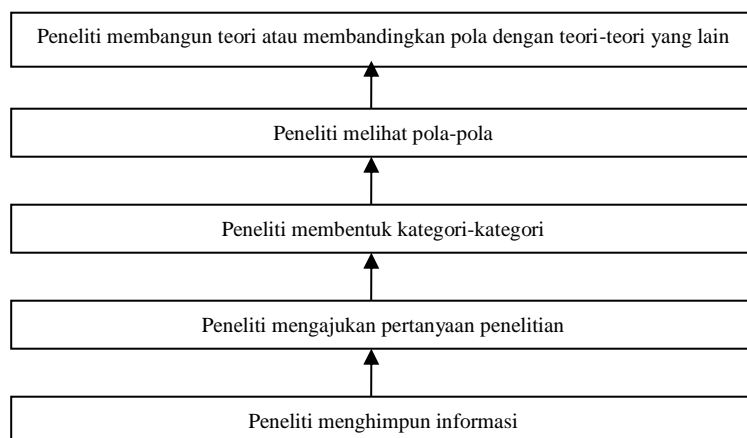 Peneliti membangun teori atau membandingkan pola dengan teori-teori yang lain
Peneliti melihat pola-pola
Peneliti membentuk kategori-kategori
Peneliti mengajukan pertanyaan penelitian
Peneliti menghimpun informasi